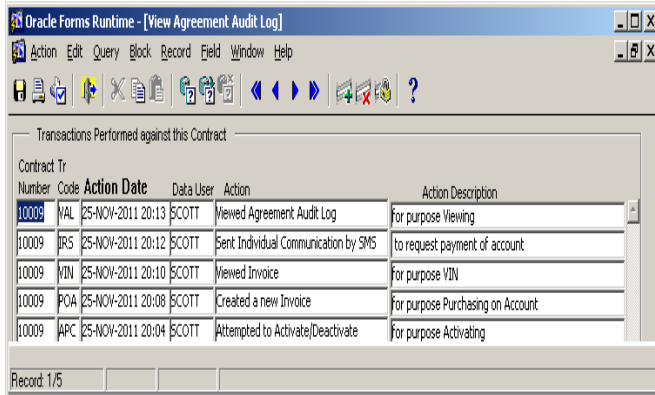 Oracle Forms Runtime - [View Agreement Audit Log]
Action Edit Query Block Record Field Window Help
Transactions Performed against this Contract
Contract Tr
Number Code Action Date Data User Action Action Description
10009 VAL 25-NOV-2011 20:13 SCOTT Viewed Agreement Audit Log for purpose Viewing
10009 IRS 25-NOV-2011 20:12 SCOTT Sent Individual Communication by SMS to request payment of account
10009 VIN 25-NOV-2011 20:10 SCOTT Viewed Invoice for purpose VIN
10009 POA 25-NOV-2011 20:08 SCOTT Created a new Invoice for purpose Purchasing on Account
10009 APC 25-NOV-2011 20:04 SCOTT Attempted to Activate/Deactivate for purpose Activating
Record: 1/5